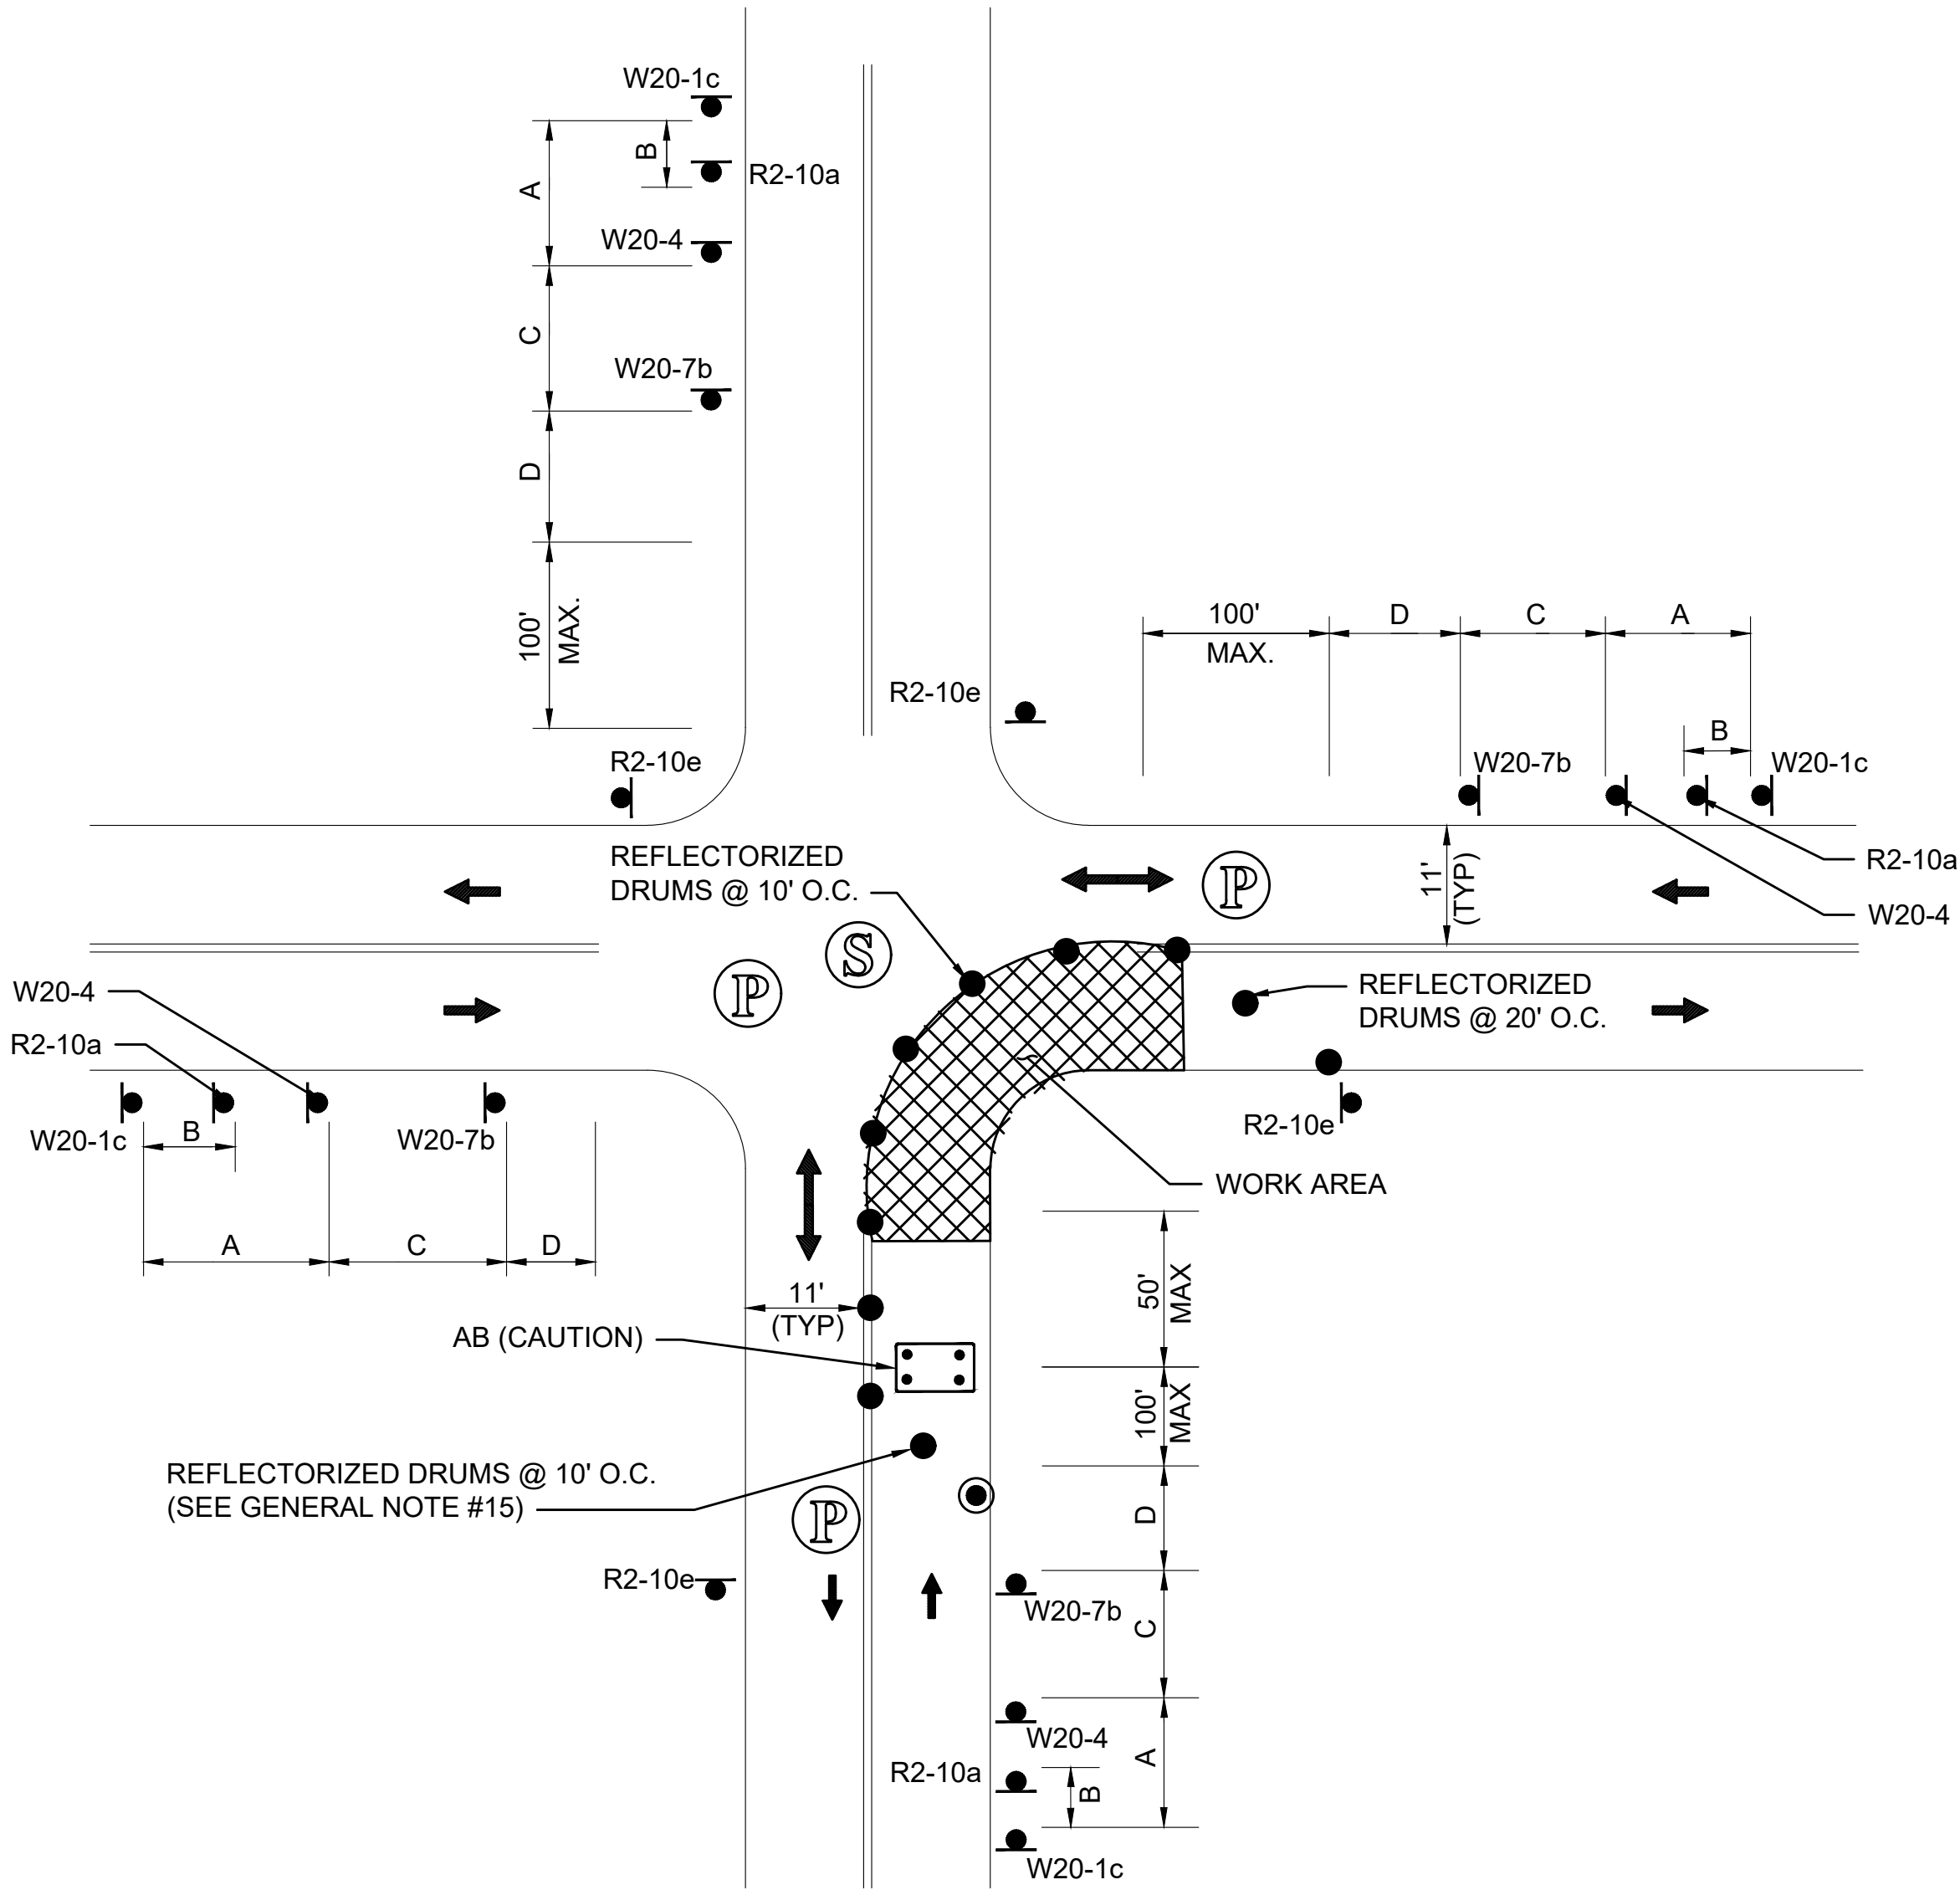 W20-1c
B
R2-10a
A
W20-4
C
W20-7b
D
100'
MAX.
100'
MAX.
D
C
A
R2-10e
B
R2-10e
W20-7b
W20-1c
REFLECTORIZED
DRUMS @ 10' O.C.
P
11'
(TYP)
R2-10a
W20-4
S
P
W20-4
R2-10a
REFLECTORIZED
DRUMS @ 20' O.C.
W20-1c
B
W20-7b
R2-10e
WORK AREA
A
C
D
11'
(TYP)
50'
MAX
AB (CAUTION)
100'
MAX
REFLECTORIZED DRUMS @ 10' O.C.
(SEE GENERAL NOTE #15)
P
D
R2-10e
W20-7b
C
W20-4
A
R2-10a
B
W20-1c